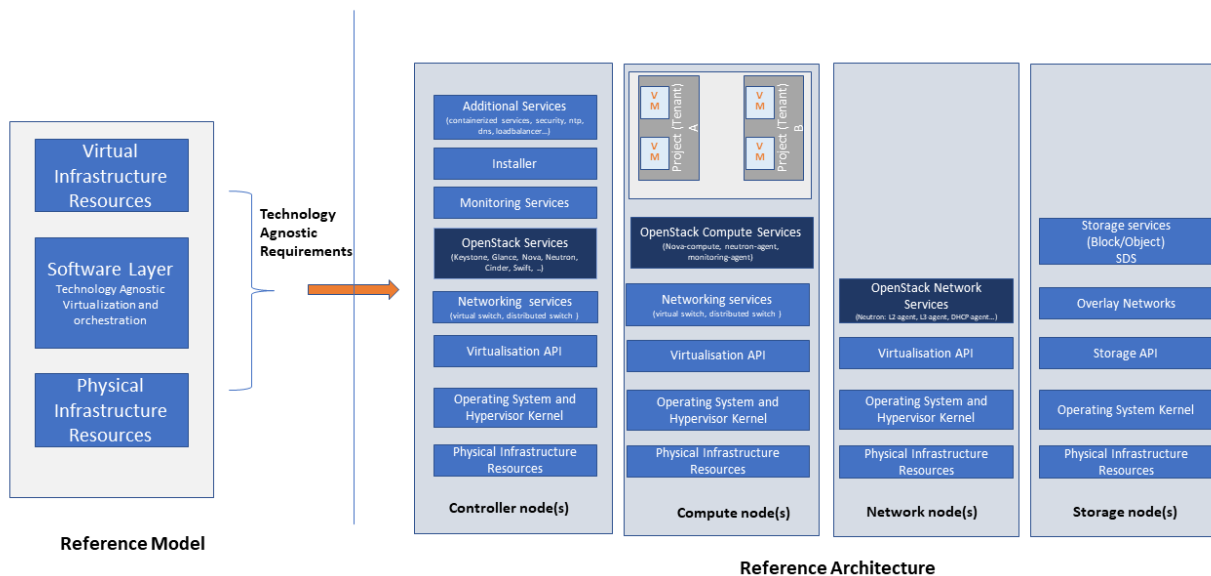 Virtual
Infrastructure
Resources
Software Layer
Technology Agnostic
Virtualization and
orchestration
Physical
Infrastructure
Resources
Reference Model
Technology
Agnostic
Requirements
Additional Services
(containerized services, security, ntp,
dns, loadbalancer...)
Installer
Monitoring Services
OpenStack Services
(Keystone, Glance, Nova, Neutron,
Cinder, Swift, ..)
Networking services
(virtual switch, distributed switch )
Virtualisation API
Operating System and
Hypervisor Kernel
Physical Infrastructure
Resources
Controller node(s)
V
M
V
M
Project (Tenant)
A
V
M
V
M
Project (Tenant)
B
OpenStack Compute Services
(Nova-compute, neutron-agent,
monitoring-agent)
Networking services
(virtual switch, distributed switch )
Virtualisation API
Operating System and
Hypervisor Kernel
Physical Infrastructure
Resources
Compute node(s)
OpenStack Network
Services
(Neutron: L2 agent, L3 agent, DHCP agent...)
Virtualisation API
Operating System and
Hypervisor Kernel
Physical Infrastructure
Resources
Network node(s)
Storage services
(Block/Object)
SDS
Overlay Networks
Storage API
Operating System Kernel
Physical Infrastructure
Resources
Storage node(s)
Reference Architecture